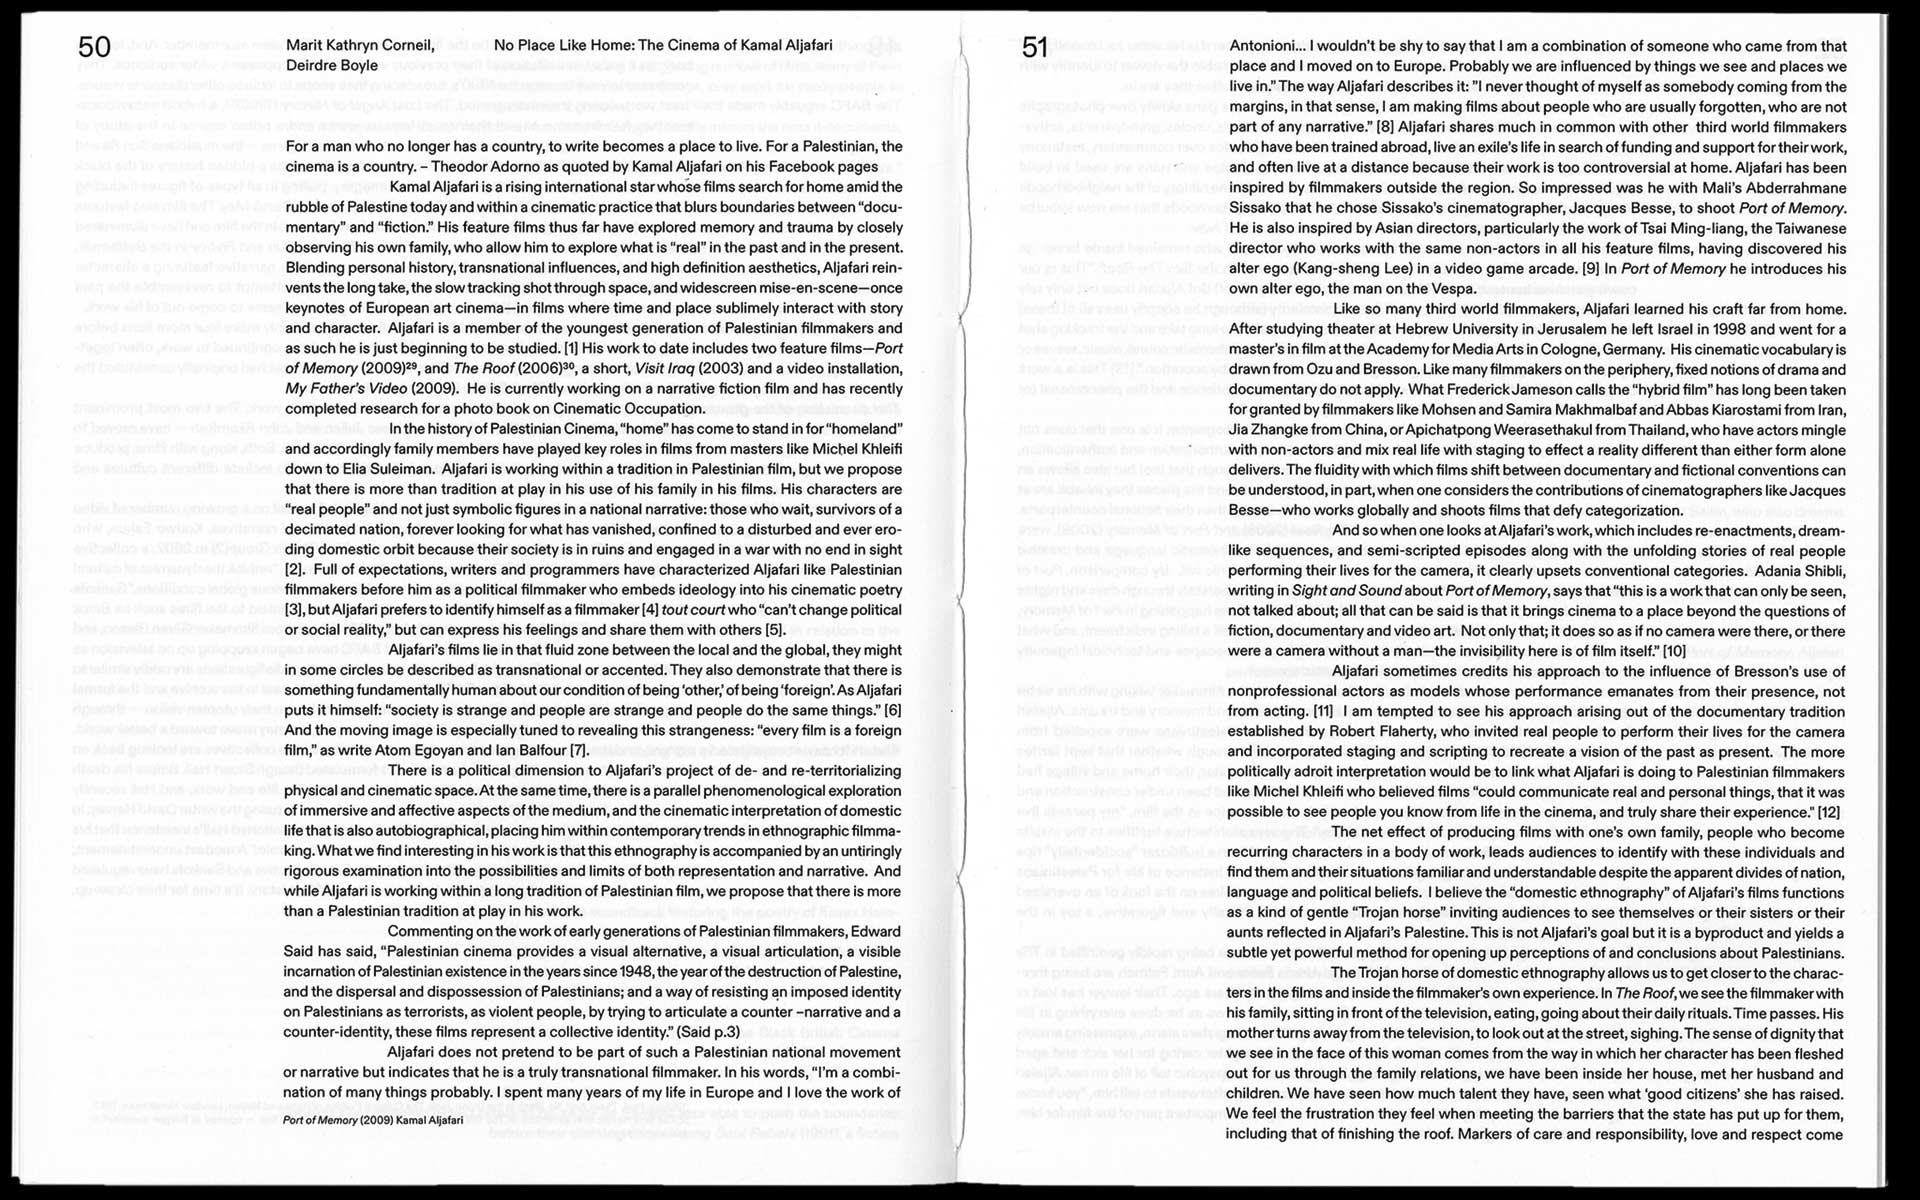 50
Marit Kathryn Corneil,
Deirdre Boyle
No Place Like Home: The Cinema of Kamal Aljafari
For a man who no longer has a country, to write becomes a place to live. For a Palestinian, the
cinema is a country. – Theodor Adorno as quoted by Kamal Aljafari on his Facebook pages
Kamal Aljafari is a rising international star whose films search for home amid the
rubble of Palestine today and within a cinematic practice that blurs boundaries between “docu-
mentary” and “fiction.” His feature films thus far have explored memory and trauma by closely
observing his own family, who allow him to explore what is “real” in the past and in the present.
Blending personal history, transnational influences, and high definition aesthetics, Aljafari rein-
vents the long take, the slow tracking shot through space, and widescreen mise-en-scene—once
keynotes of European art cinema—in films where time and place sublimely interact with story
and character. Aljafari is a member of the youngest generation of Palestinian filmmakers and
as such he is just beginning to be studied. [1] His work to date includes two feature films—Port
of Memory (2009)²⁹, and The Roof (2006)³⁰, a short, Visit Iraq (2003) and a video installation,
My Father’s Video (2009). He is currently working on a narrative fiction film and has recently
completed research for a photo book on Cinematic Occupation.
In the history of Palestinian Cinema, “home” has come to stand in for “homeland”
and accordingly family members have played key roles in films from masters like Michel Khleifi
down to Elia Suleiman. Aljafari is working within a tradition in Palestinian film, but we propose
that there is more than tradition at play in his use of his family in his films. His characters are
“real people” and not just symbolic figures in a national narrative: those who wait, survivors of a
decimated nation, forever looking for what has vanished, confined to a disturbed and ever ero-
ding domestic orbit because their society is in ruins and engaged in a war with no end in sight
[2]. Full of expectations, writers and programmers have characterized Aljafari like Palestinian
filmmakers before him as a political filmmaker who embeds ideology into his cinematic poetry
[3], but Aljafari prefers to identify himself as a filmmaker [4] tout court who “can’t change political
or social reality,” but can express his feelings and share them with others [5].
Aljafari’s films lie in that fluid zone between the local and the global, they might
in some circles be described as transnational or accented. They also demonstrate that there is
something fundamentally human about our condition of being ‘other,’ of being ‘foreign’. As Aljafari
puts it himself: “society is strange and people are strange and people do the same things.” [6]
And the moving image is especially tuned to revealing this strangeness: “every film is a foreign
film,” as write Atom Egoyan and Ian Balfour [7].
There is a political dimension to Aljafari’s project of de- and re-territorializing
physical and cinematic space. At the same time, there is a parallel phenomenological exploration
of immersive and affective aspects of the medium, and the cinematic interpretation of domestic
life that is also autobiographical, placing him within contemporary trends in ethnographic filmma-
king. What we find interesting in his work is that this ethnography is accompanied by an untiringly
rigorous examination into the possibilities and limits of both representation and narrative. And
while Aljafari is working within a long tradition of Palestinian film, we propose that there is more
than a Palestinian tradition at play in his work.
Commenting on the work of early generations of Palestinian filmmakers, Edward
Said has said, “Palestinian cinema provides a visual alternative, a visual articulation, a visible
incarnation of Palestinian existence in the years since 1948, the year of the destruction of Palestine,
and the dispersal and dispossession of Palestinians; and a way of resisting an imposed identity
on Palestinians as terrorists, as violent people, by trying to articulate a counter –narrative and a
counter-identity, these films represent a collective identity.” (Said p.3)
Aljafari does not pretend to be part of such a Palestinian national movement
or narrative but indicates that he is a truly transnational filmmaker. In his words, “I’m a combi-
nation of many things probably. I spent many years of my life in Europe and I love the work of
Port of Memory (2009) Kamal Aljafari
51
Antonioni... I wouldn’t be shy to say that I am a combination of someone who came from that
place and I moved on to Europe. Probably we are influenced by things we see and places we
live in.” The way Aljafari describes it: ”I never thought of myself as somebody coming from the
margins, in that sense, I am making films about people who are usually forgotten, who are not
part of any narrative.” [8] Aljafari shares much in common with other third world filmmakers
who have been trained abroad, live an exile’s life in search of funding and support for their work,
and often live at a distance because their work is too controversial at home. Aljafari has been
inspired by filmmakers outside the region. So impressed was he with Mali’s Abderrahmane
Sissako that he chose Sissako’s cinematographer, Jacques Besse, to shoot Port of Memory.
He is also inspired by Asian directors, particularly the work of Tsai Ming-liang, the Taiwanese
director who works with the same non-actors in all his feature films, having discovered his
alter ego (Kang-sheng Lee) in a video game arcade. [9] In Port of Memory he introduces his
own alter ego, the man on the Vespa.
Like so many third world filmmakers, Aljafari learned his craft far from home.
After studying theater at Hebrew University in Jerusalem he left Israel in 1998 and went for a
master’s in film at the Academy for Media Arts in Cologne, Germany. His cinematic vocabulary is
drawn from Ozu and Bresson. Like many filmmakers on the periphery, fixed notions of drama and
documentary do not apply. What Frederick Jameson calls the “hybrid film” has long been taken
for granted by filmmakers like Mohsen and Samira Makhmalbaf and Abbas Kiarostami from Iran,
Jia Zhangke from China, or Apichatpong Weerasethakul from Thailand, who have actors mingle
with non-actors and mix real life with staging to effect a reality different than either form alone
delivers. The fluidity with which films shift between documentary and fictional conventions can
be understood, in part, when one considers the contributions of cinematographers like Jacques
Besse—who works globally and shoots films that defy categorization.
And so when one looks at Aljafari’s work, which includes re-enactments, dream-
like sequences, and semi-scripted episodes along with the unfolding stories of real people
performing their lives for the camera, it clearly upsets conventional categories. Adania Shibli,
writing in Sight and Sound about Port of Memory, says that “this is a work that can only be seen,
not talked about; all that can be said is that it brings cinema to a place beyond the questions of
fiction, documentary and video art. Not only that; it does so as if no camera were there, or there
were a camera without a man—the invisibility here is of film itself.” [10]
Aljafari sometimes credits his approach to the influence of Bresson’s use of
nonprofessional actors as models whose performance emanates from their presence, not
from acting. [11] I am tempted to see his approach arising out of the documentary tradition
established by Robert Flaherty, who invited real people to perform their lives for the camera
and incorporated staging and scripting to recreate a vision of the past as present. The more
politically adroit interpretation would be to link what Aljafari is doing to Palestinian filmmakers
like Michel Khleifi who believed films “could communicate real and personal things, that it was
possible to see people you know from life in the cinema, and truly share their experience.” [12]
The net effect of producing films with one’s own family, people who become
recurring characters in a body of work, leads audiences to identify with these individuals and
find them and their situations familiar and understandable despite the apparent divides of nation,
language and political beliefs. I believe the “domestic ethnography” of Aljafari’s films functions
as a kind of gentle “Trojan horse” inviting audiences to see themselves or their sisters or their
aunts reflected in Aljafari’s Palestine. This is not Aljafari’s goal but it is a byproduct and yields a
subtle yet powerful method for opening up perceptions of and conclusions about Palestinians.
The Trojan horse of domestic ethnography allows us to get closer to the charac-
ters in the films and inside the filmmaker’s own experience. In The Roof, we see the filmmaker with
his family, sitting in front of the television, eating, going about their daily rituals. Time passes. His
mother turns away from the television, to look out at the street, sighing. The sense of dignity that
we see in the face of this woman comes from the way in which her character has been fleshed
out for us through the family relations, we have been inside her house, met her husband and
children. We have seen how much talent they have, seen what ‘good citizens’ she has raised.
We feel the frustration they feel when meeting the barriers that the state has put up for them,
including that of finishing the roof. Markers of care and responsibility, love and respect come